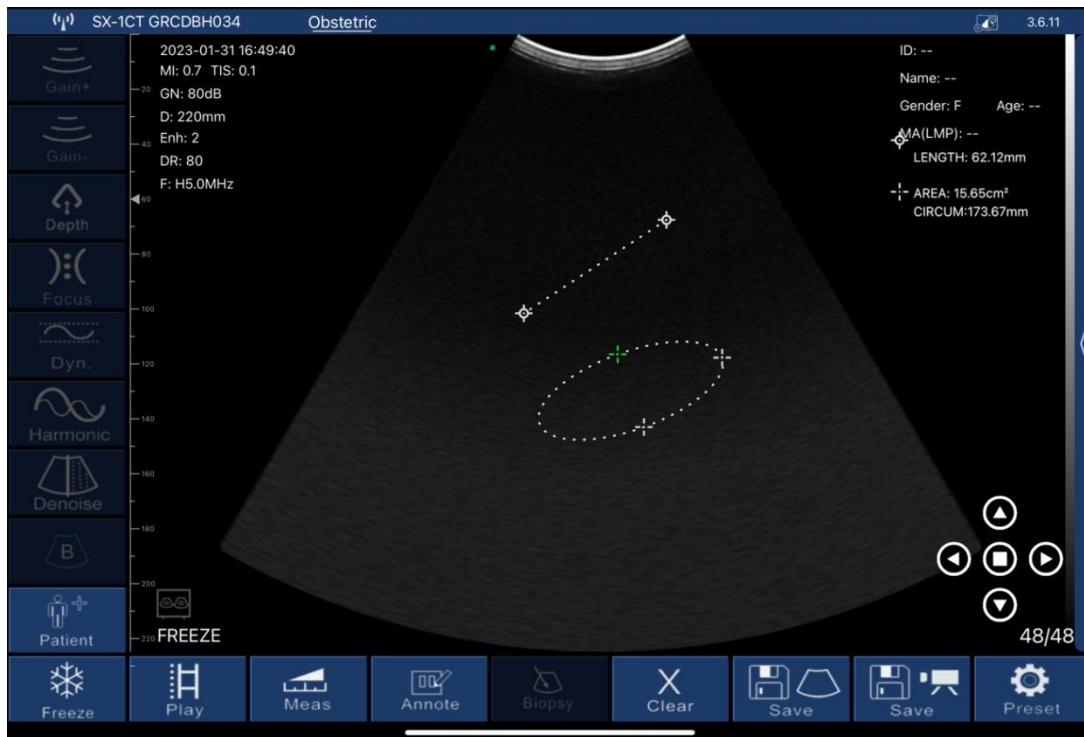 SX-1CT GRCDBH034 Obstetric 3.6.11
2023-01-31 16:49:40
MI: 0.7 TIS: 0.1
GN: 80dB
D: 220mm
Enh: 2
DR: 80
F: H5.0MHz
ID: --
Name: --
Gender: F Age: --
MA(LMP): --
LENGTH: 62.12mm
AREA: 15.65cm²
CIRCUM:173.67mm
Gain+
Gain-
Depth
Focus
Dyn.
Harmonic
Denoise
B
Patient
20
40
60
80
100
120
140
160
180
200
220
FREEZE
48/48
Freeze Play Meas Annote Biopsy Clear Save Save Preset